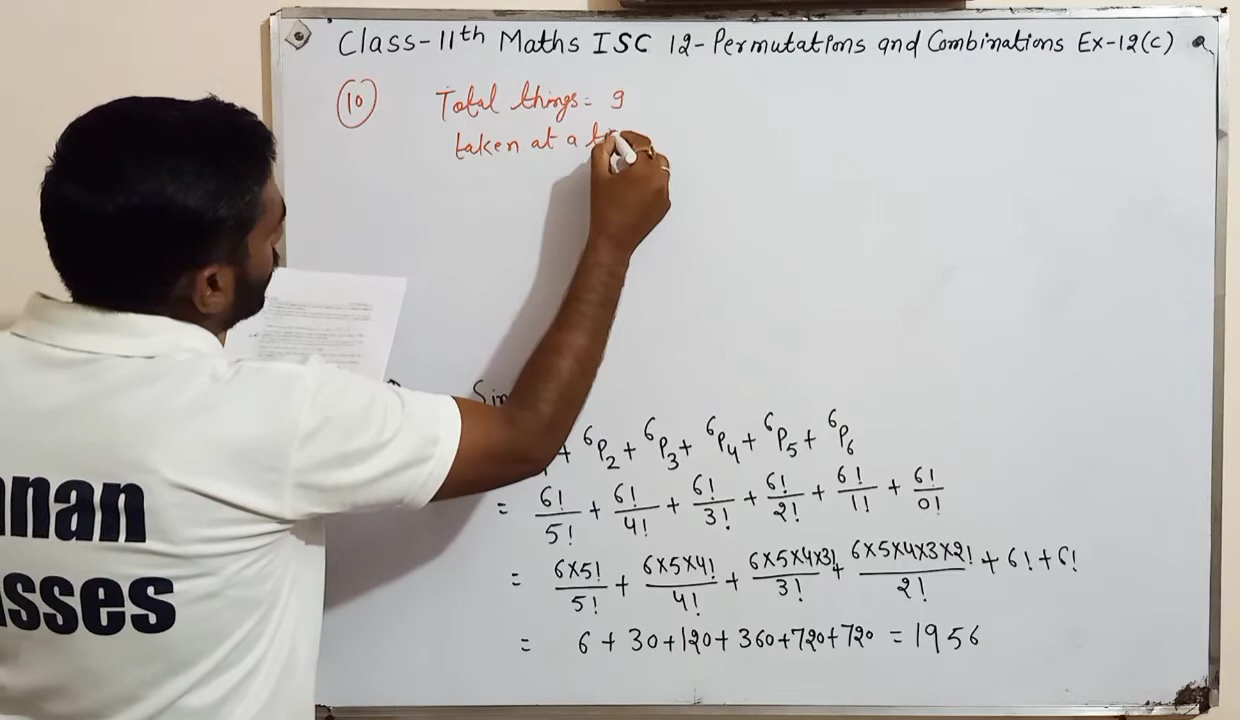 Class-11th Maths ISC 12-Permutations and Combinations Ex-12(c)
10 Total things = 9
taken at a
+ ⁶P₂ + ⁶P₃ + ⁶P₄ + ⁶P₅ + ⁶P₆
= 6!/5! + 6!/4! + 6!/3! + 6!/2! + 6!/1! + 6!/0!
= 6×5!/5! + 6×5×4!/4! + 6×5×4×3!/3! + 6×5×4×3×2!/2! + 6! + 6!
= 6 + 30 + 120 + 360 + 720 + 720 = 1956
nan
sses